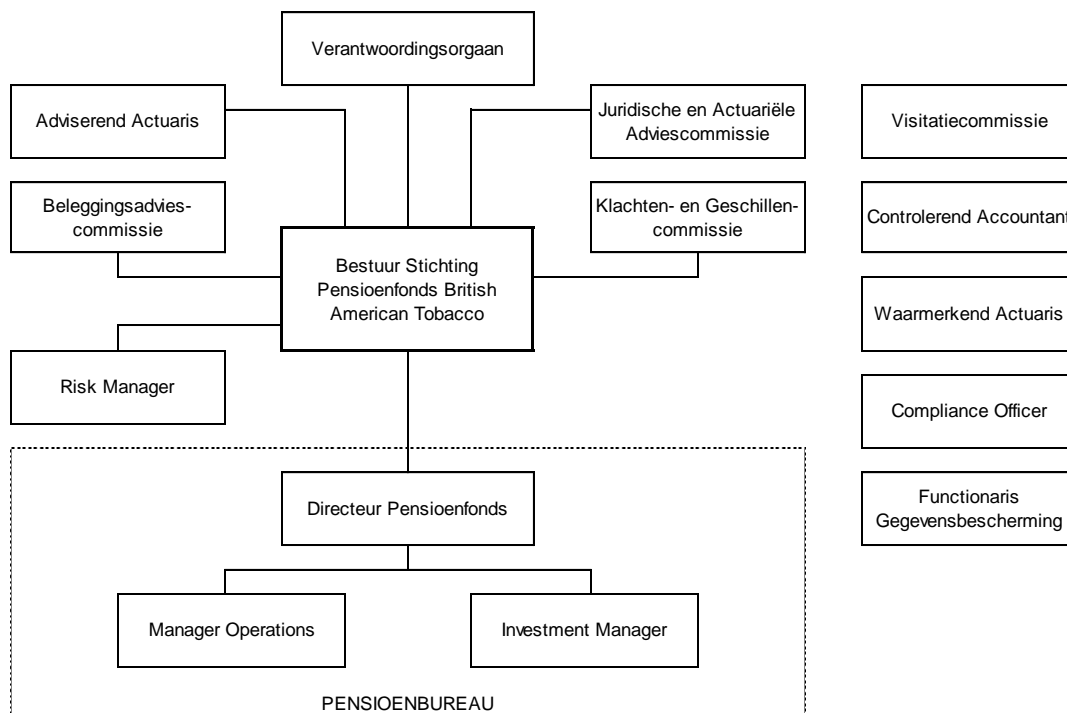 Verantwoordingsorgaan
Adviserend Actuaris
Juridische en Actuariële
Adviescommissie
Visitatiecommissie
Beleggingsadvies-
commissie
Klachten- en Geschillen-
commissie
Controlerend Accountant
Bestuur Stichting
Pensioenfonds British
American Tobacco
Waarmerkend Actuaris
Risk Manager
Compliance Officer
Directeur Pensioenfonds
Functionaris
Gegevensbescherming
Manager Operations
Investment Manager
PENSIOENBUREAU